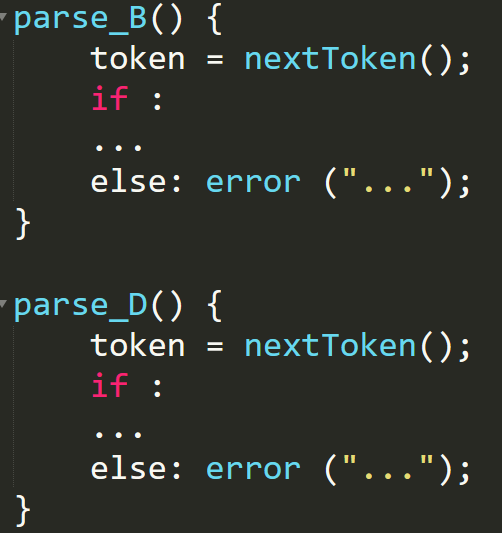 parse_B() {
token = nextToken();
if :
...
else: error ("...");
}
parse_D() {
token = nextToken();
if :
...
else: error ("...");
}